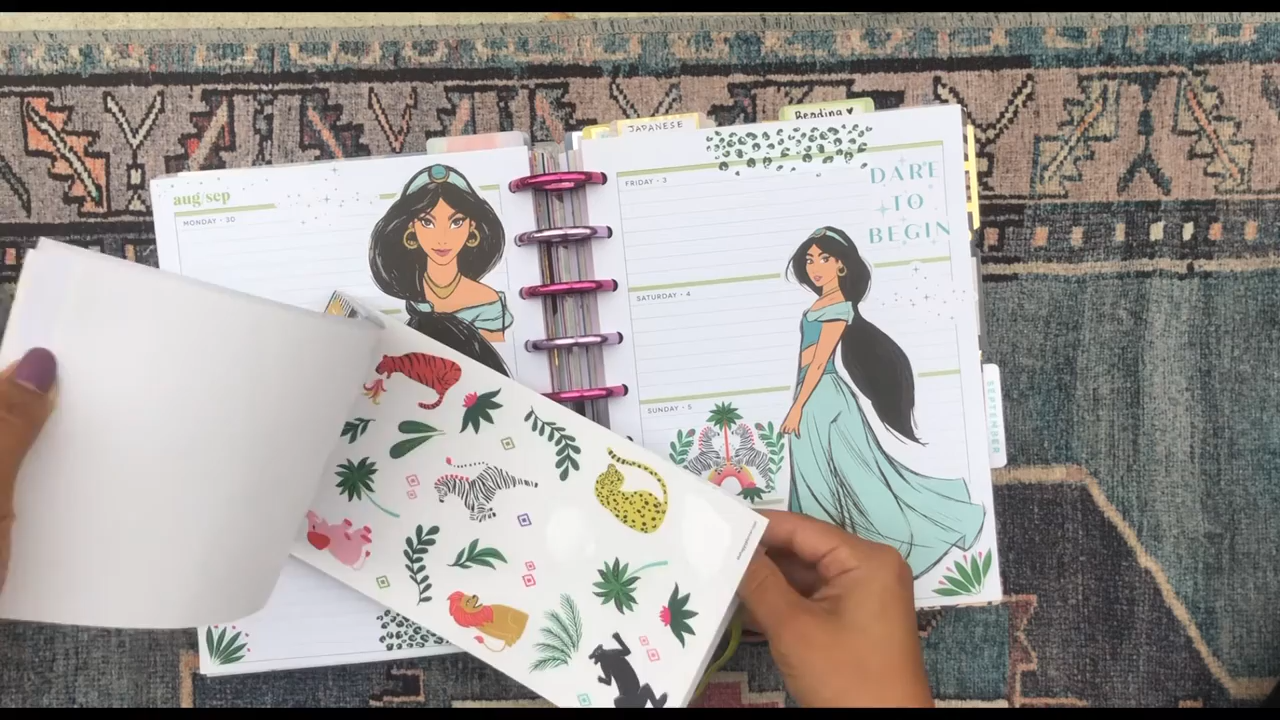 JAPANESE
Reading ♥
aug/sep
MONDAY • 30
FRIDAY • 3
DARE
TO
BEGIN
SATURDAY • 4
SUNDAY • 5
SEPTEMBER